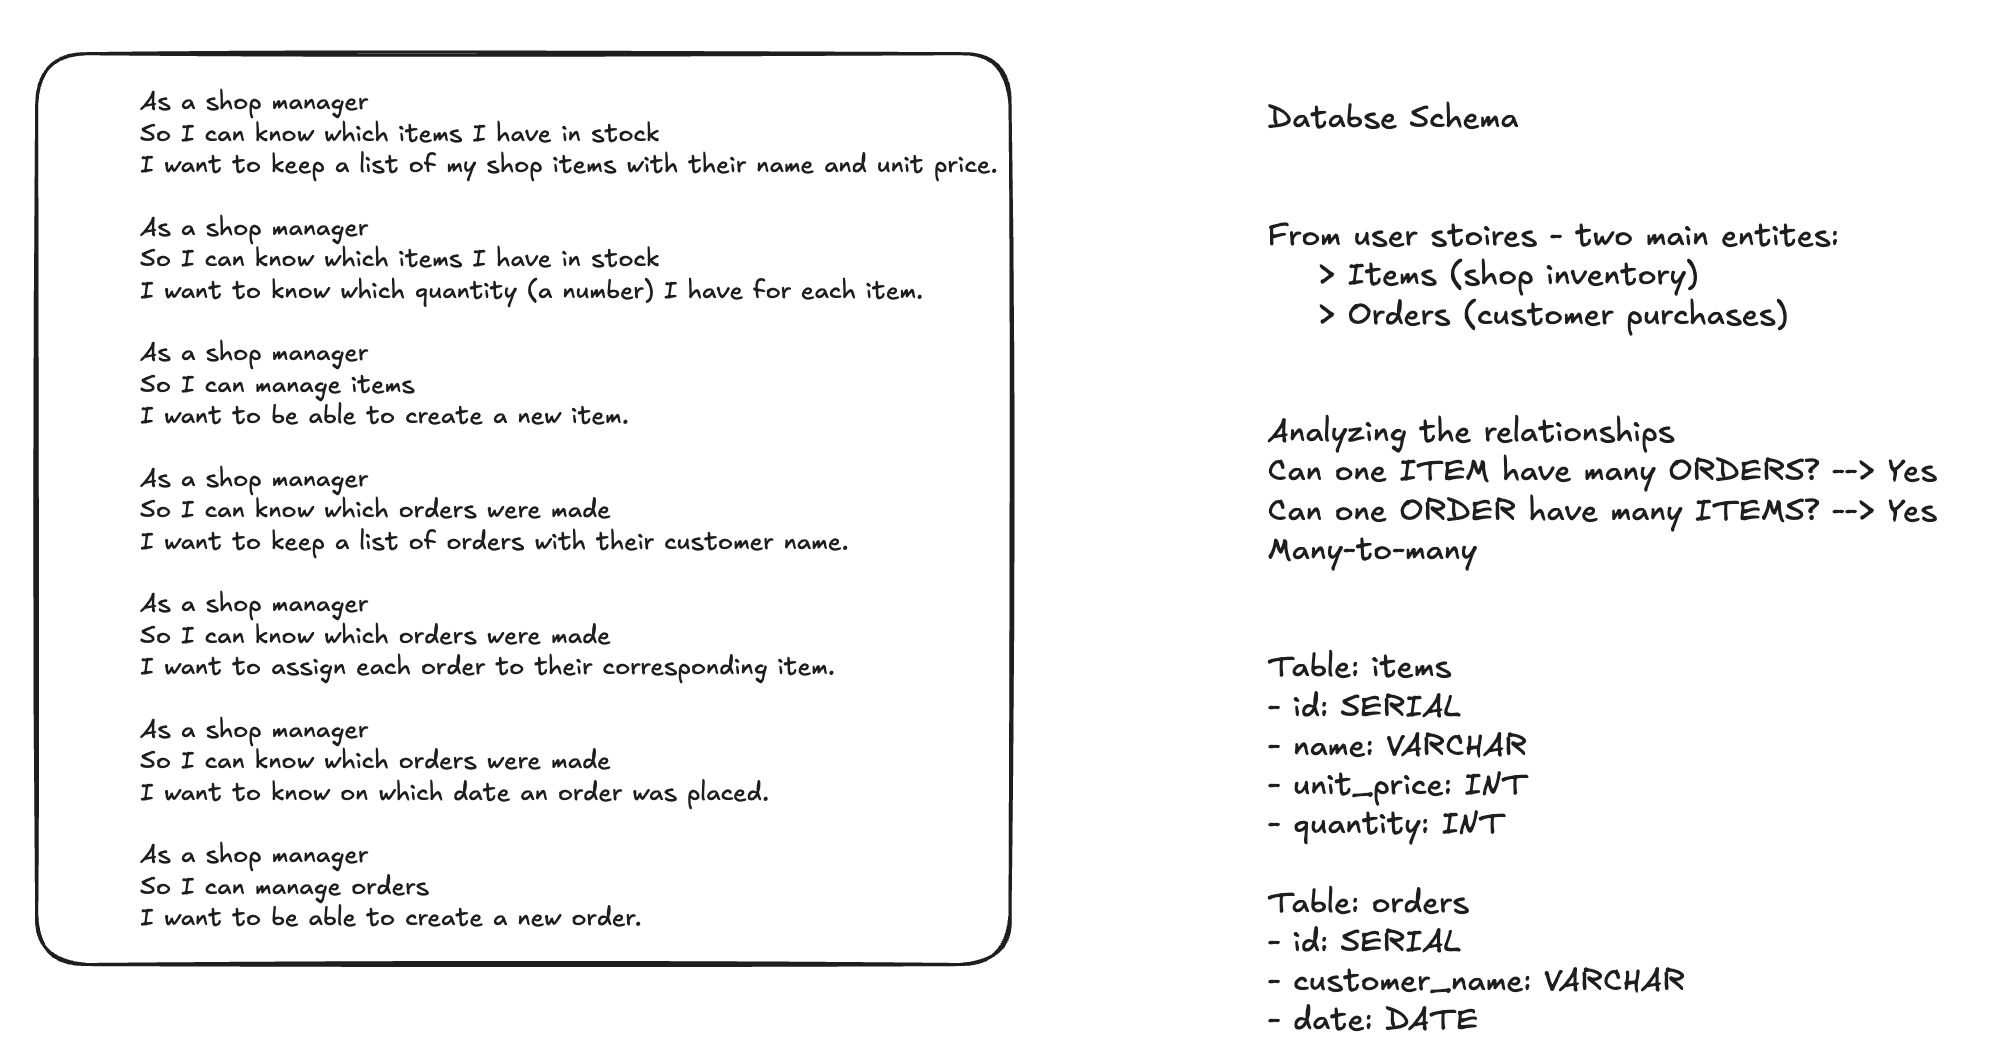 As a shop manager
So I can know which items I have in stock
I want to keep a list of my shop items with their name and unit price.
As a shop manager
So I can know which items I have in stock
I want to know which quantity (a number) I have for each item.
As a shop manager
So I can manage items
I want to be able to create a new item.
As a shop manager
So I can know which orders were made
I want to keep a list of orders with their customer name.
As a shop manager
So I can know which orders were made
I want to assign each order to their corresponding item.
As a shop manager
So I can know which orders were made
I want to know on which date an order was placed.
As a shop manager
So I can manage orders
I want to be able to create a new order.
Databse Schema
From user stoires - two main entites:
> Items (shop inventory)
> Orders (customer purchases)
Analyzing the relationships
Can one ITEM have many ORDERS? --> Yes
Can one ORDER have many ITEMS? --> Yes
Many-to-many
Table: items
- id: SERIAL
- name: VARCHAR
- unit_price: INT
- quantity: INT
Table: orders
- id: SERIAL
- customer_name: VARCHAR
- date: DATE